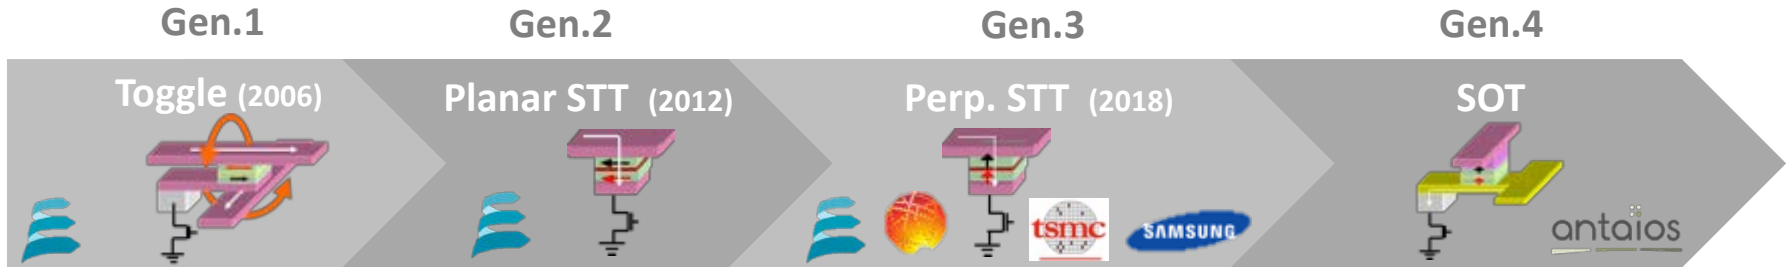 Gen.1
Gen.2
Gen.3
Gen.4
Toggle (2006)
Planar STT (2012)
Perp. STT (2018)
SOT
tsmc
SAMSUNG
antaios